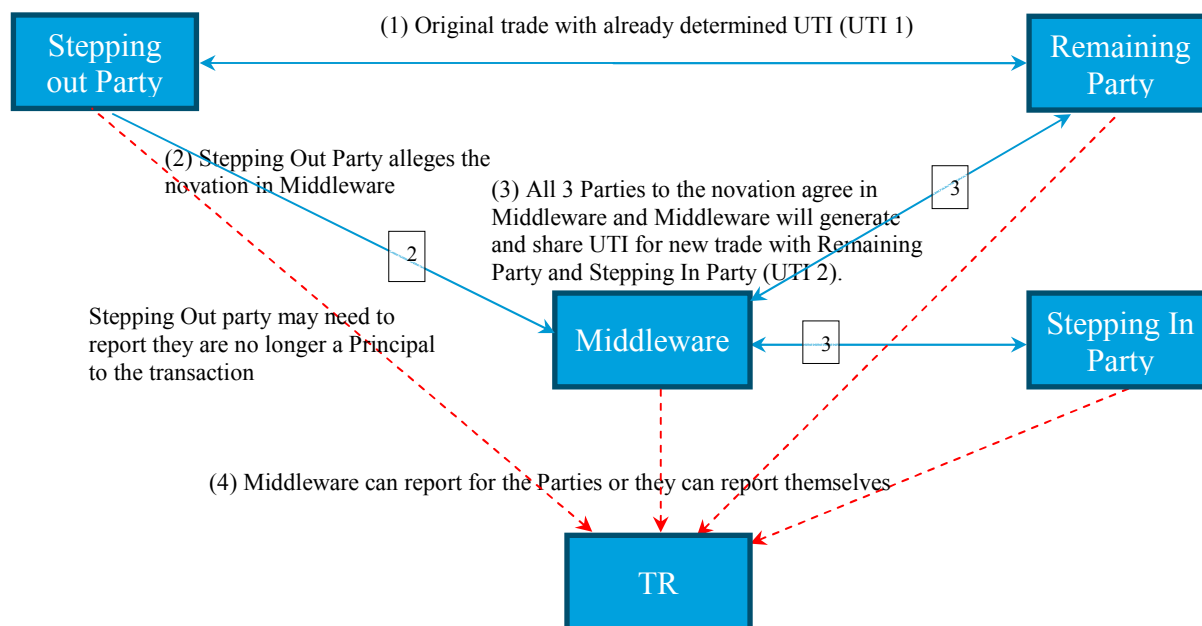 (1) Original trade with already determined UTI (UTI 1)
Stepping
out Party
Remaining
Party
(2) Stepping Out Party alleges the
novation in Middleware
(3) All 3 Parties to the novation agree in
Middleware and Middleware will generate
and share UTI for new trade with Remaining
Party and Stepping In Party (UTI 2).
3
2
Stepping Out party may need to
report they are no longer a Principal
to the transaction
Middleware
3
Stepping In
Party
(4) Middleware can report for the Parties or they can report themselves
TR